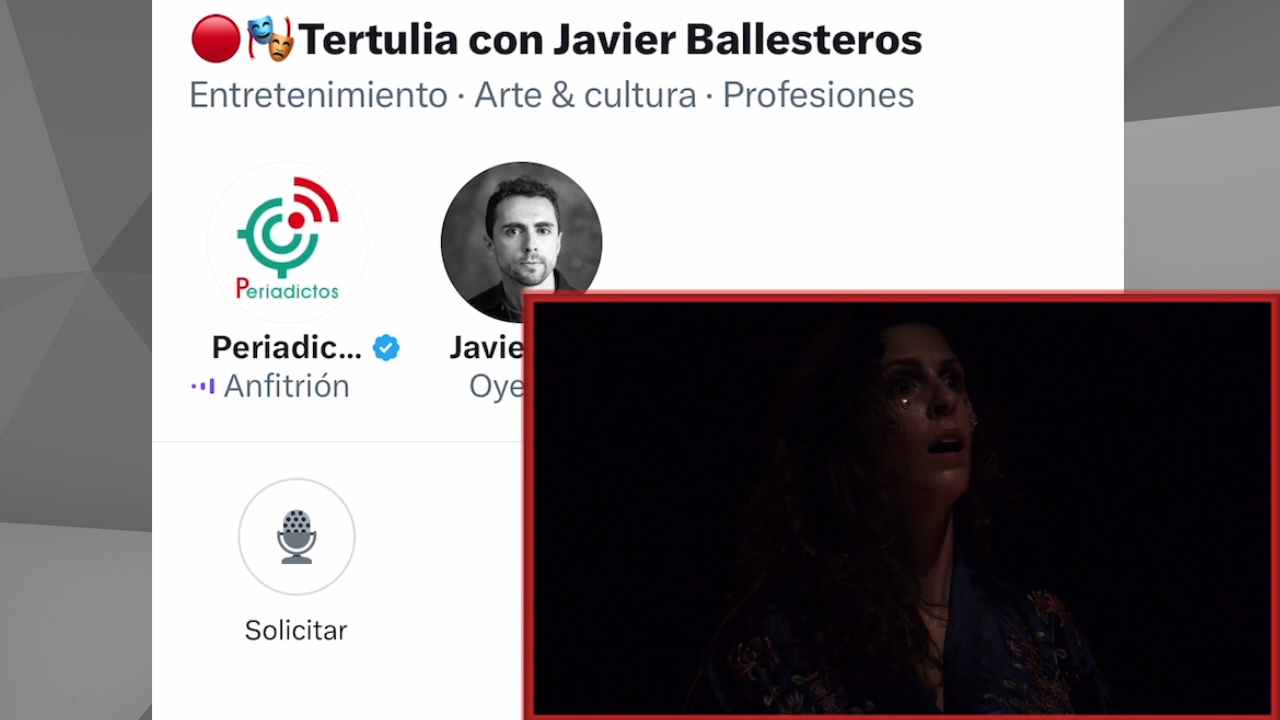 Tertulia con Javier Ballesteros
Entretenimiento · Arte & cultura · Profesiones
Periadictos
Periadic...
Javie
Anfitrión
Oye
Solicitar